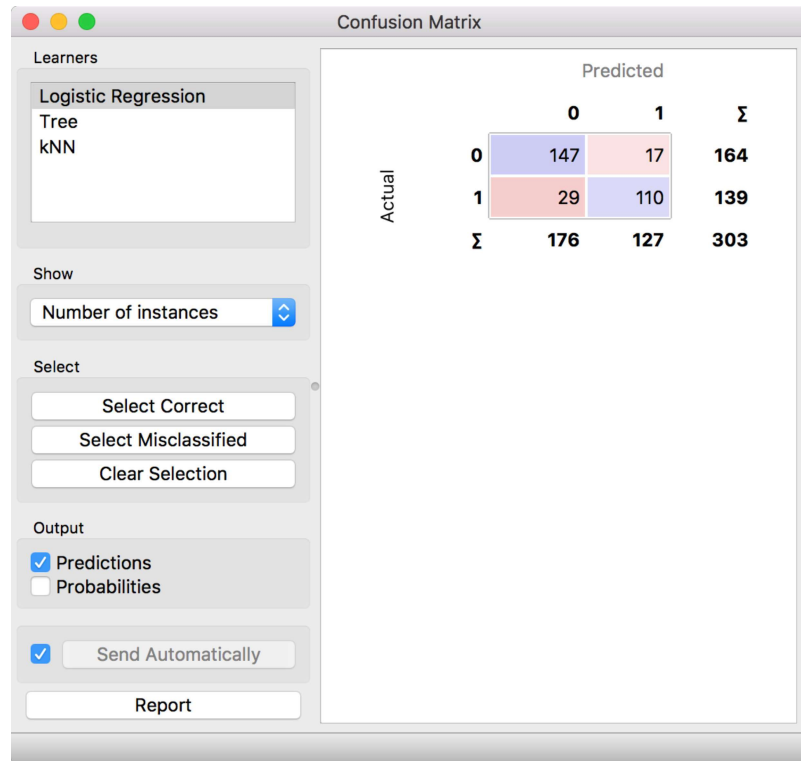 Confusion Matrix
Learners
Logistic Regression
Tree
kNN
Show
Number of instances
Select
Select Correct
Select Misclassified
Clear Selection
Output
Predictions
Probabilities
Send Automatically
Report
Predicted
0 1 Σ
Actual
0 147 17 164
1 29 110 139
Σ 176 127 303